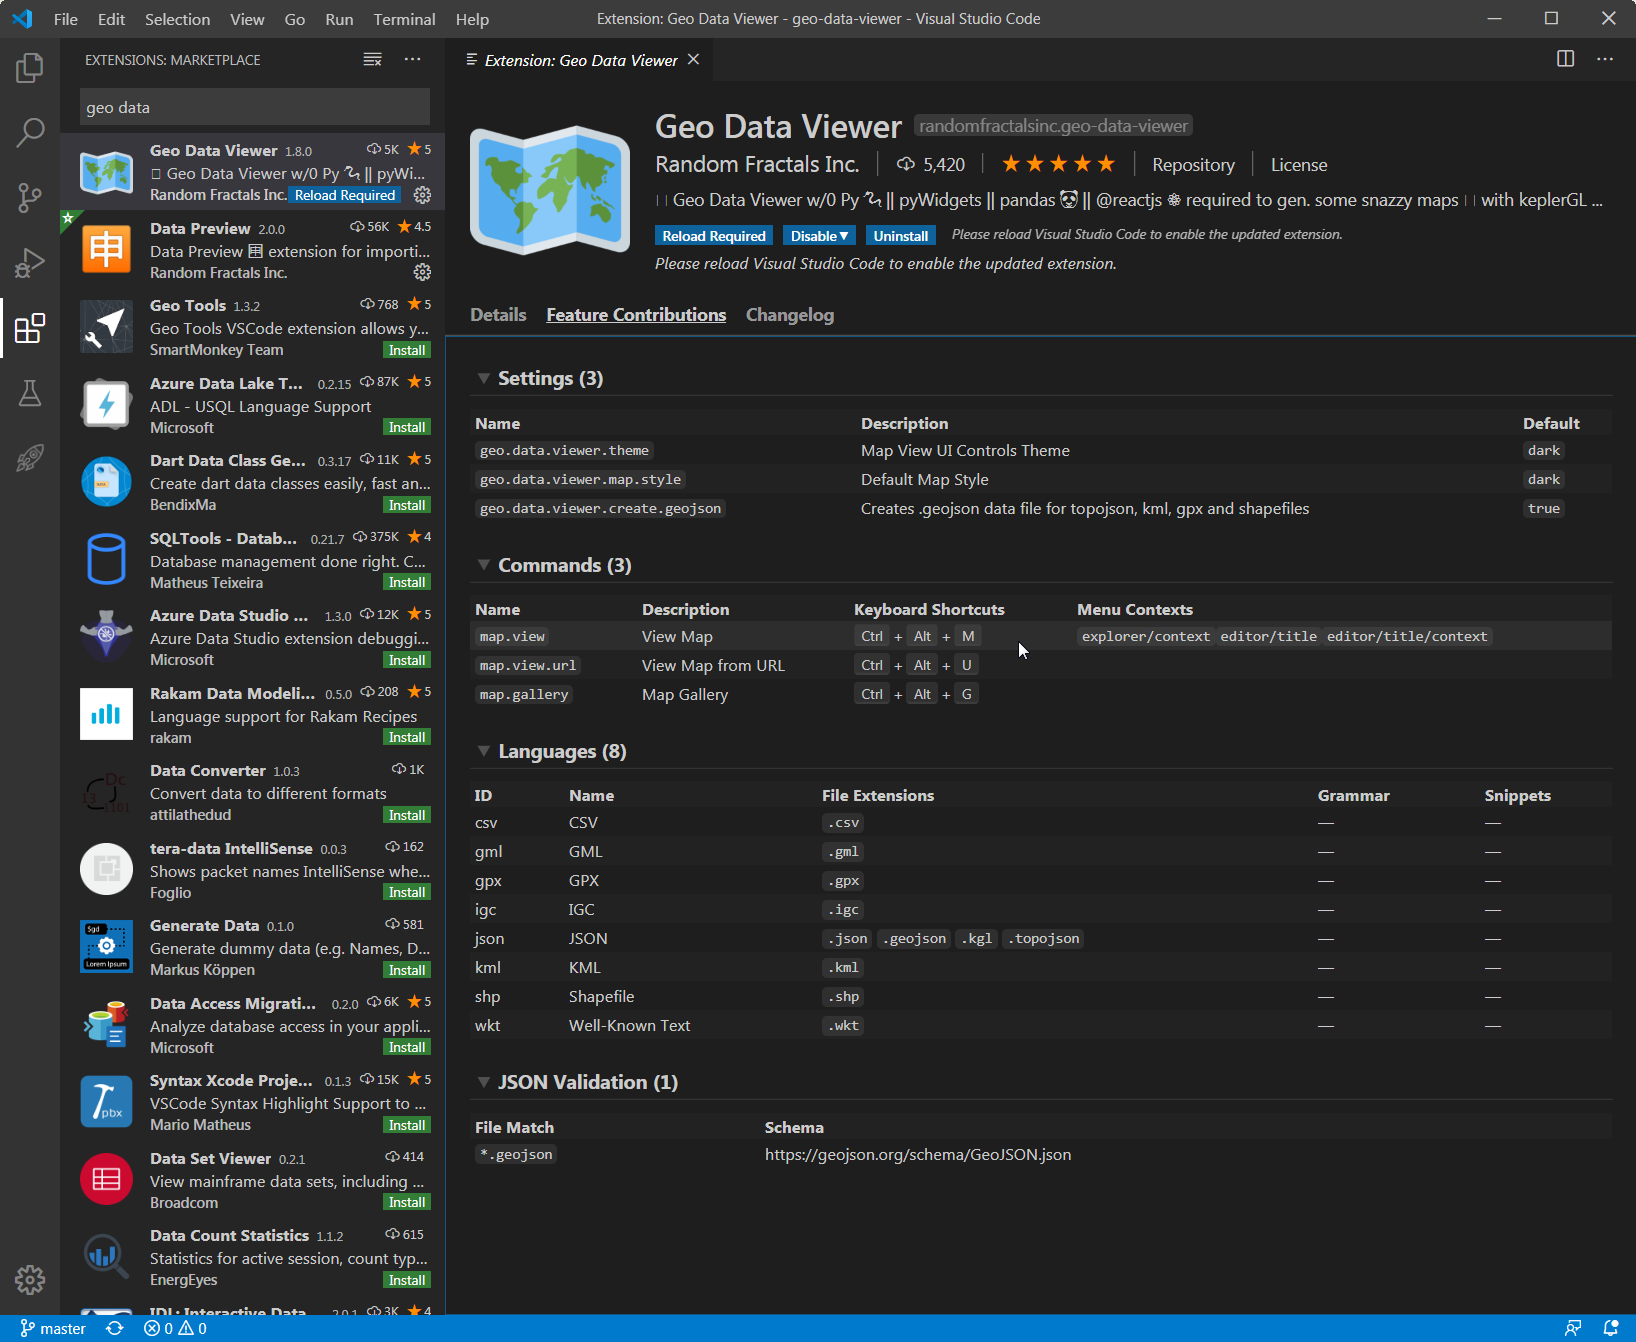 File Edit Selection View Go Run Terminal Help
Extension: Geo Data Viewer - geo-data-viewer - Visual Studio Code
EXTENSIONS: MARKETPLACE
geo data
Geo Data Viewer 1.8.0 5K ★ 5
Geo Data Viewer w/0 Py 🐍 || pyWi...
Random Fractals Inc. Reload Required
Data Preview 2.0.0 56K ★ 4.5
Data Preview 🈸 extension for importi...
Random Fractals Inc.
Geo Tools 1.3.2 768 ★ 5
Geo Tools VSCode extension allows y...
SmartMonkey Team Install
Azure Data Lake T... 0.2.15 87K ★ 5
ADL - USQL Language Support
Microsoft Install
Dart Data Class Ge... 0.3.17 11K ★ 5
Create dart data classes easily, fast an...
BendixMa Install
SQLTools - Datab... 0.21.7 375K ★ 4
Database management done right. C...
Matheus Teixeira Install
Azure Data Studio ... 1.3.0 12K ★ 5
Azure Data Studio extension debuggi...
Microsoft Install
Rakam Data Modeli... 0.5.0 208 ★ 5
Language support for Rakam Recipes
rakam Install
Data Converter 1.0.3 1K
Convert data to different formats
attilathedud Install
tera-data IntelliSense 0.0.3 162
Shows packet names IntelliSense whe...
Foglio Install
Generate Data 0.1.0 581
Generate dummy data (e.g. Names, D...
Markus Köppen Install
$gd
Lorem Ipsum
Data Access Migrati... 0.2.0 6K ★ 5
Analyze database access in your appli...
Microsoft Install
Syntax Xcode Proje... 0.1.3 15K ★ 5
VSCode Syntax Highlight Support to ...
Mario Matheus Install
pbx
Data Set Viewer 0.2.1 414
View mainframe data sets, including ...
Broadcom Install
Data Count Statistics 1.1.2 615
Statistics for active session, count typ...
EnergEyes Install
IDL: Interactive Data 2.0.1 3K ★ 4
Extension: Geo Data Viewer
Geo Data Viewer randomfractalsinc.geo-data-viewer
Random Fractals Inc. 5,420 ★★★★★ Repository License
Geo Data Viewer w/0 Py 🐍 || pyWidgets || pandas 🐼 || @reactjs ⚛ required to gen. some snazzy maps with keplerGL ...
Reload Required Disable▼ Uninstall Please reload Visual Studio Code to enable the updated extension.
Please reload Visual Studio Code to enable the updated extension.
Details Feature Contributions Changelog
Settings (3)
Name Description Default
geo.data.viewer.theme Map View UI Controls Theme dark
geo.data.viewer.map.style Default Map Style dark
geo.data.viewer.create.geojson Creates .geojson data file for topojson, kml, gpx and shapefiles true
Commands (3)
Name Description Keyboard Shortcuts Menu Contexts
map.view View Map Ctrl + Alt + M explorer/context editor/title editor/title/context
map.view.url View Map from URL Ctrl + Alt + U
map.gallery Map Gallery Ctrl + Alt + G
Languages (8)
ID Name File Extensions Grammar Snippets
csv CSV .csv — —
gml GML .gml — —
gpx GPX .gpx — —
igc IGC .igc — —
json JSON .json .geojson .kgl .topojson — —
kml KML .kml — —
shp Shapefile .shp — —
wkt Well-Known Text .wkt — —
JSON Validation (1)
File Match Schema
*.geojson https://geojson.org/schema/GeoJSON.json
master 0 0